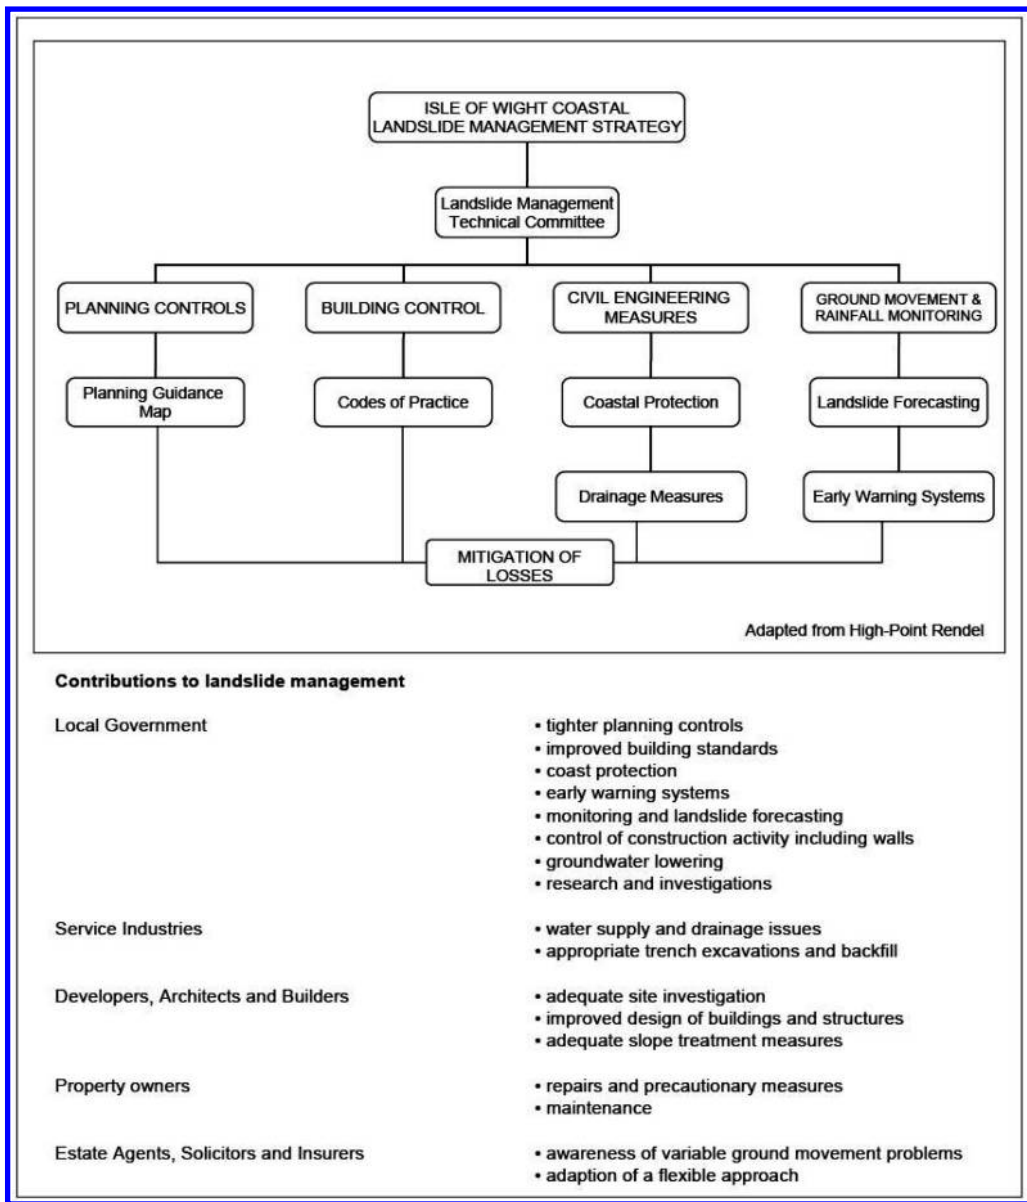 ISLE OF WIGHT COASTAL
LANDSLIDE MANAGEMENT STRATEGY
Landslide Management
Technical Committee
PLANNING CONTROLS
BUILDING CONTROL
CIVIL ENGINEERING
MEASURES
GROUND MOVEMENT &
RAINFALL MONITORING
Planning Guidance
Map
Codes of Practice
Coastal Protection
Landslide Forecasting
Drainage Measures
Early Warning Systems
MITIGATION OF
LOSSES
Adapted from High-Point Rendel
Contributions to landslide management
Local Government
• tighter planning controls
• improved building standards
• coast protection
• early warning systems
• monitoring and landslide forecasting
• control of construction activity including walls
• groundwater lowering
• research and investigations
Service Industries
• water supply and drainage issues
• appropriate trench excavations and backfill
Developers, Architects and Builders
• adequate site investigation
• improved design of buildings and structures
• adequate slope treatment measures
Property owners
• repairs and precautionary measures
• maintenance
Estate Agents, Solicitors and Insurers
• awareness of variable ground movement problems
• adaption of a flexible approach